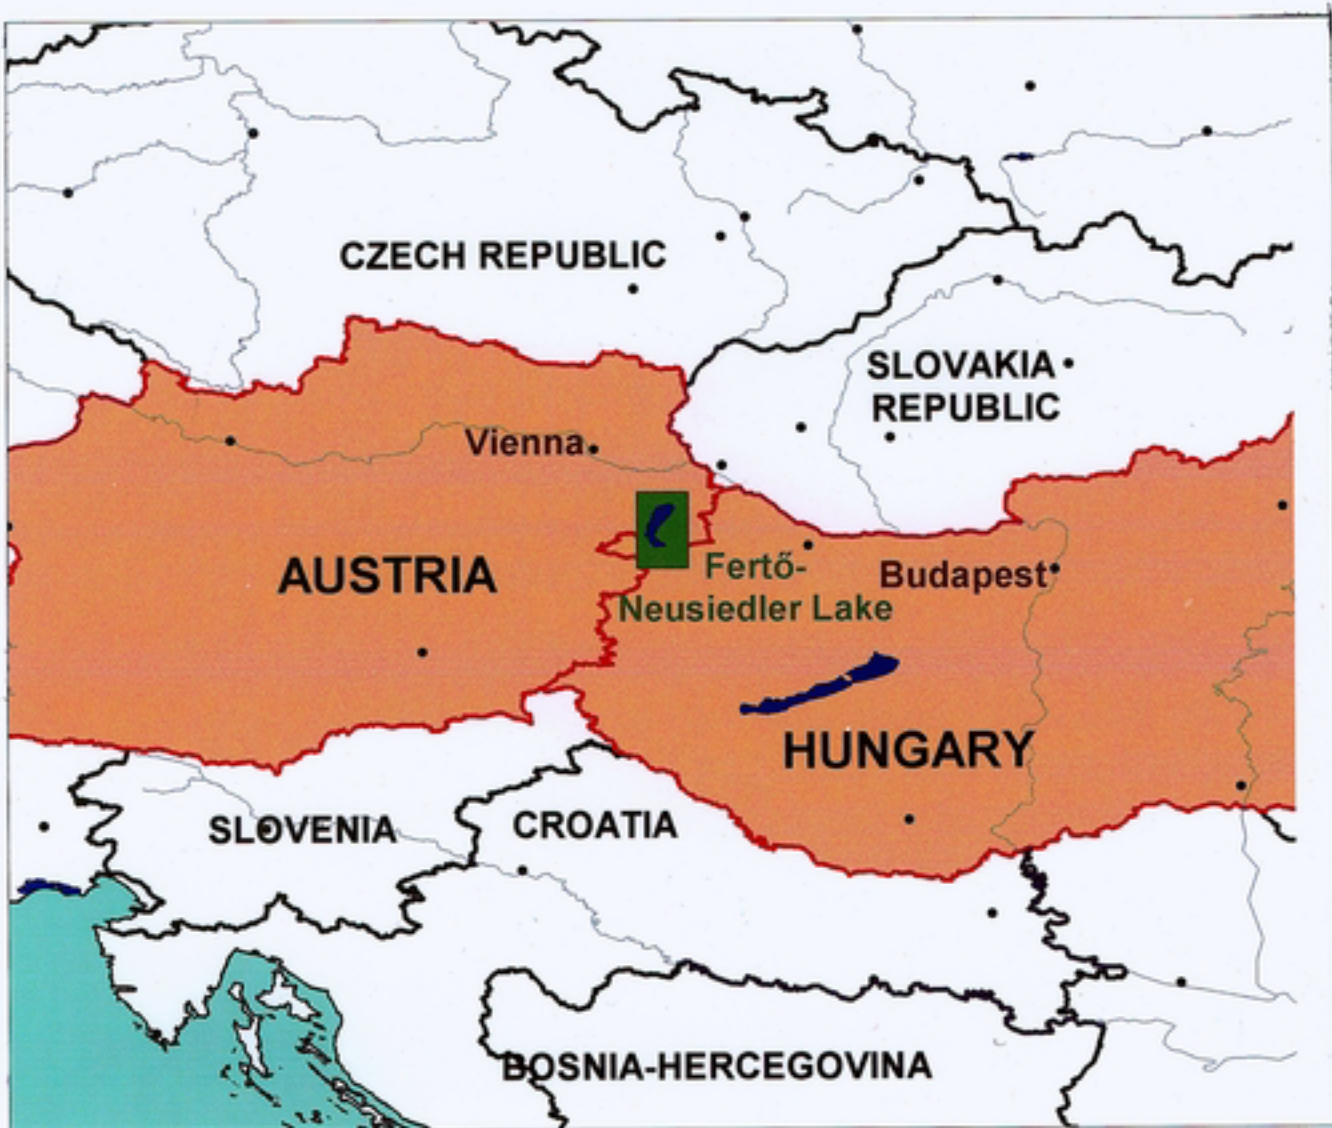 CZECH REPUBLIC
SLOVAKIA
REPUBLIC
Vienna
AUSTRIA
Fertő-
Neusiedler Lake
Budapest
HUNGARY
SLOVENIA
CROATIA
BOSNIA-HERCEGOVINA